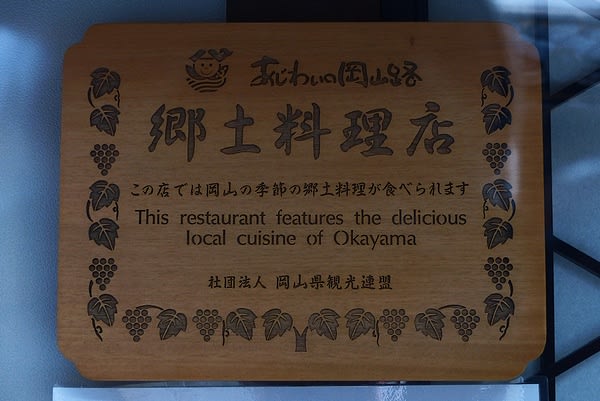 あじわいの岡山路
郷土料理店
この店では岡山の季節の郷土料理が食べられます
This restaurant features the delicious
local cuisine of Okayama
社団法人 岡山県観光連盟